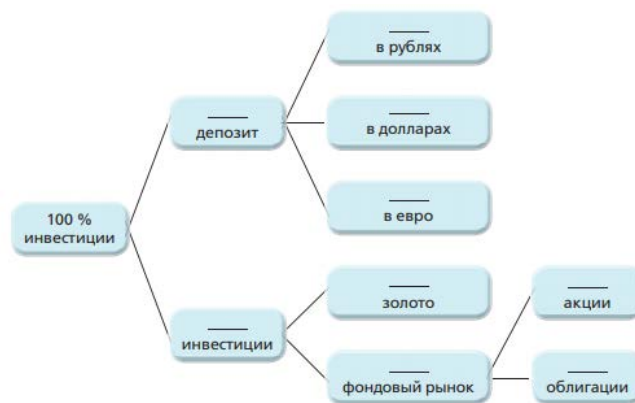 в рублях
депозит
в долларах
в евро
100 %
инвестиции
инвестиции
золото
фондовый рынок
акции
облигации